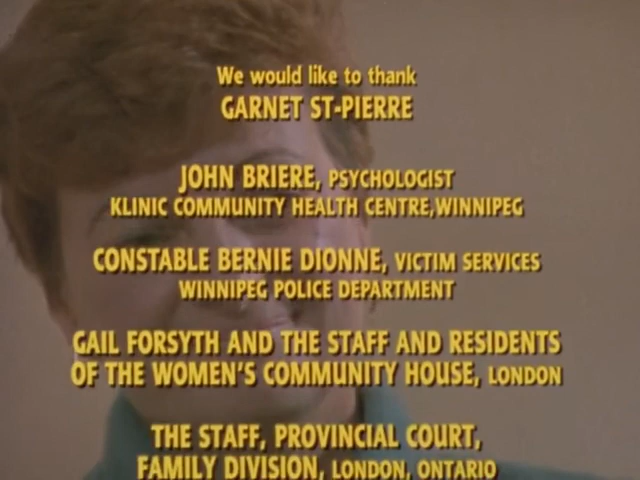 We would like to thank
GARNET ST-PIERRE
JOHN BRIERE, PSYCHOLOGIST
KLINIC COMMUNITY HEALTH CENTRE,WINNIPEG
CONSTABLE BERNIE DIONNE, VICTIM SERVICES
WINNIPEG POLICE DEPARTMENT
GAIL FORSYTH AND THE STAFF AND RESIDENTS
OF THE WOMEN'S COMMUNITY HOUSE, LONDON
THE STAFF, PROVINCIAL COURT,
FAMILY DIVISION, LONDON, ONTARIO